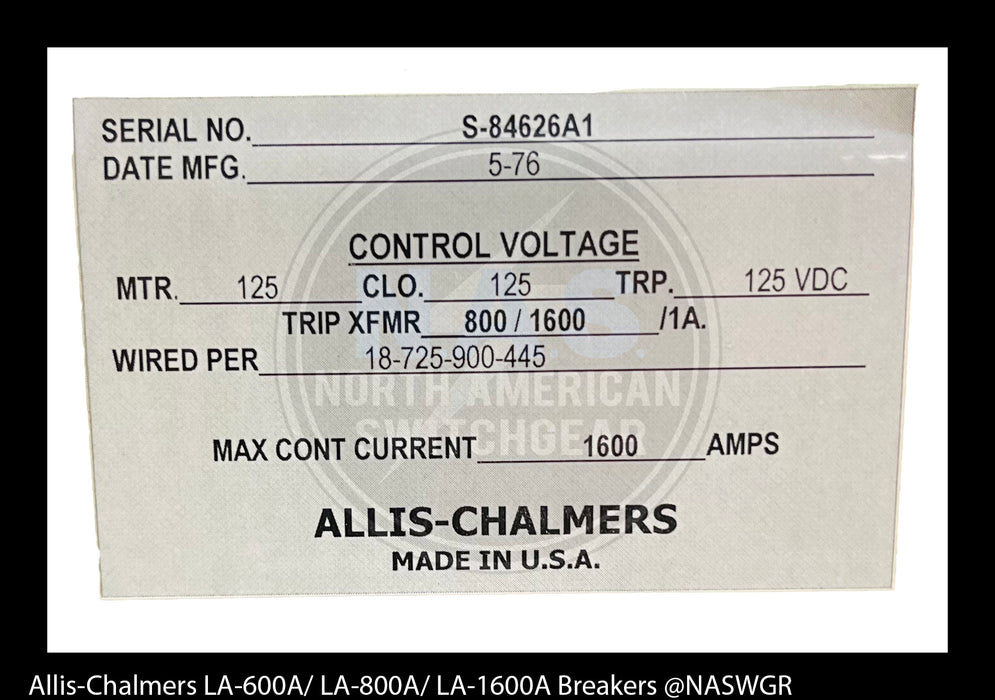 SERIAL NO. S-84626A1
DATE MFG. 5-76
CONTROL VOLTAGE
MTR. 125 CLO. 125 TRP. 125 VDC
TRIP XFMR 800 / 1600 /1A.
WIRED PER 18-725-900-445
NORTH AMERICAN
SWITCHGEAR
MAX CONT CURRENT 1600 AMPS
ALLIS-CHALMERS
MADE IN U.S.A.
Allis-Chalmers LA-600A/ LA-800A/ LA-1600A Breakers @NASWGR